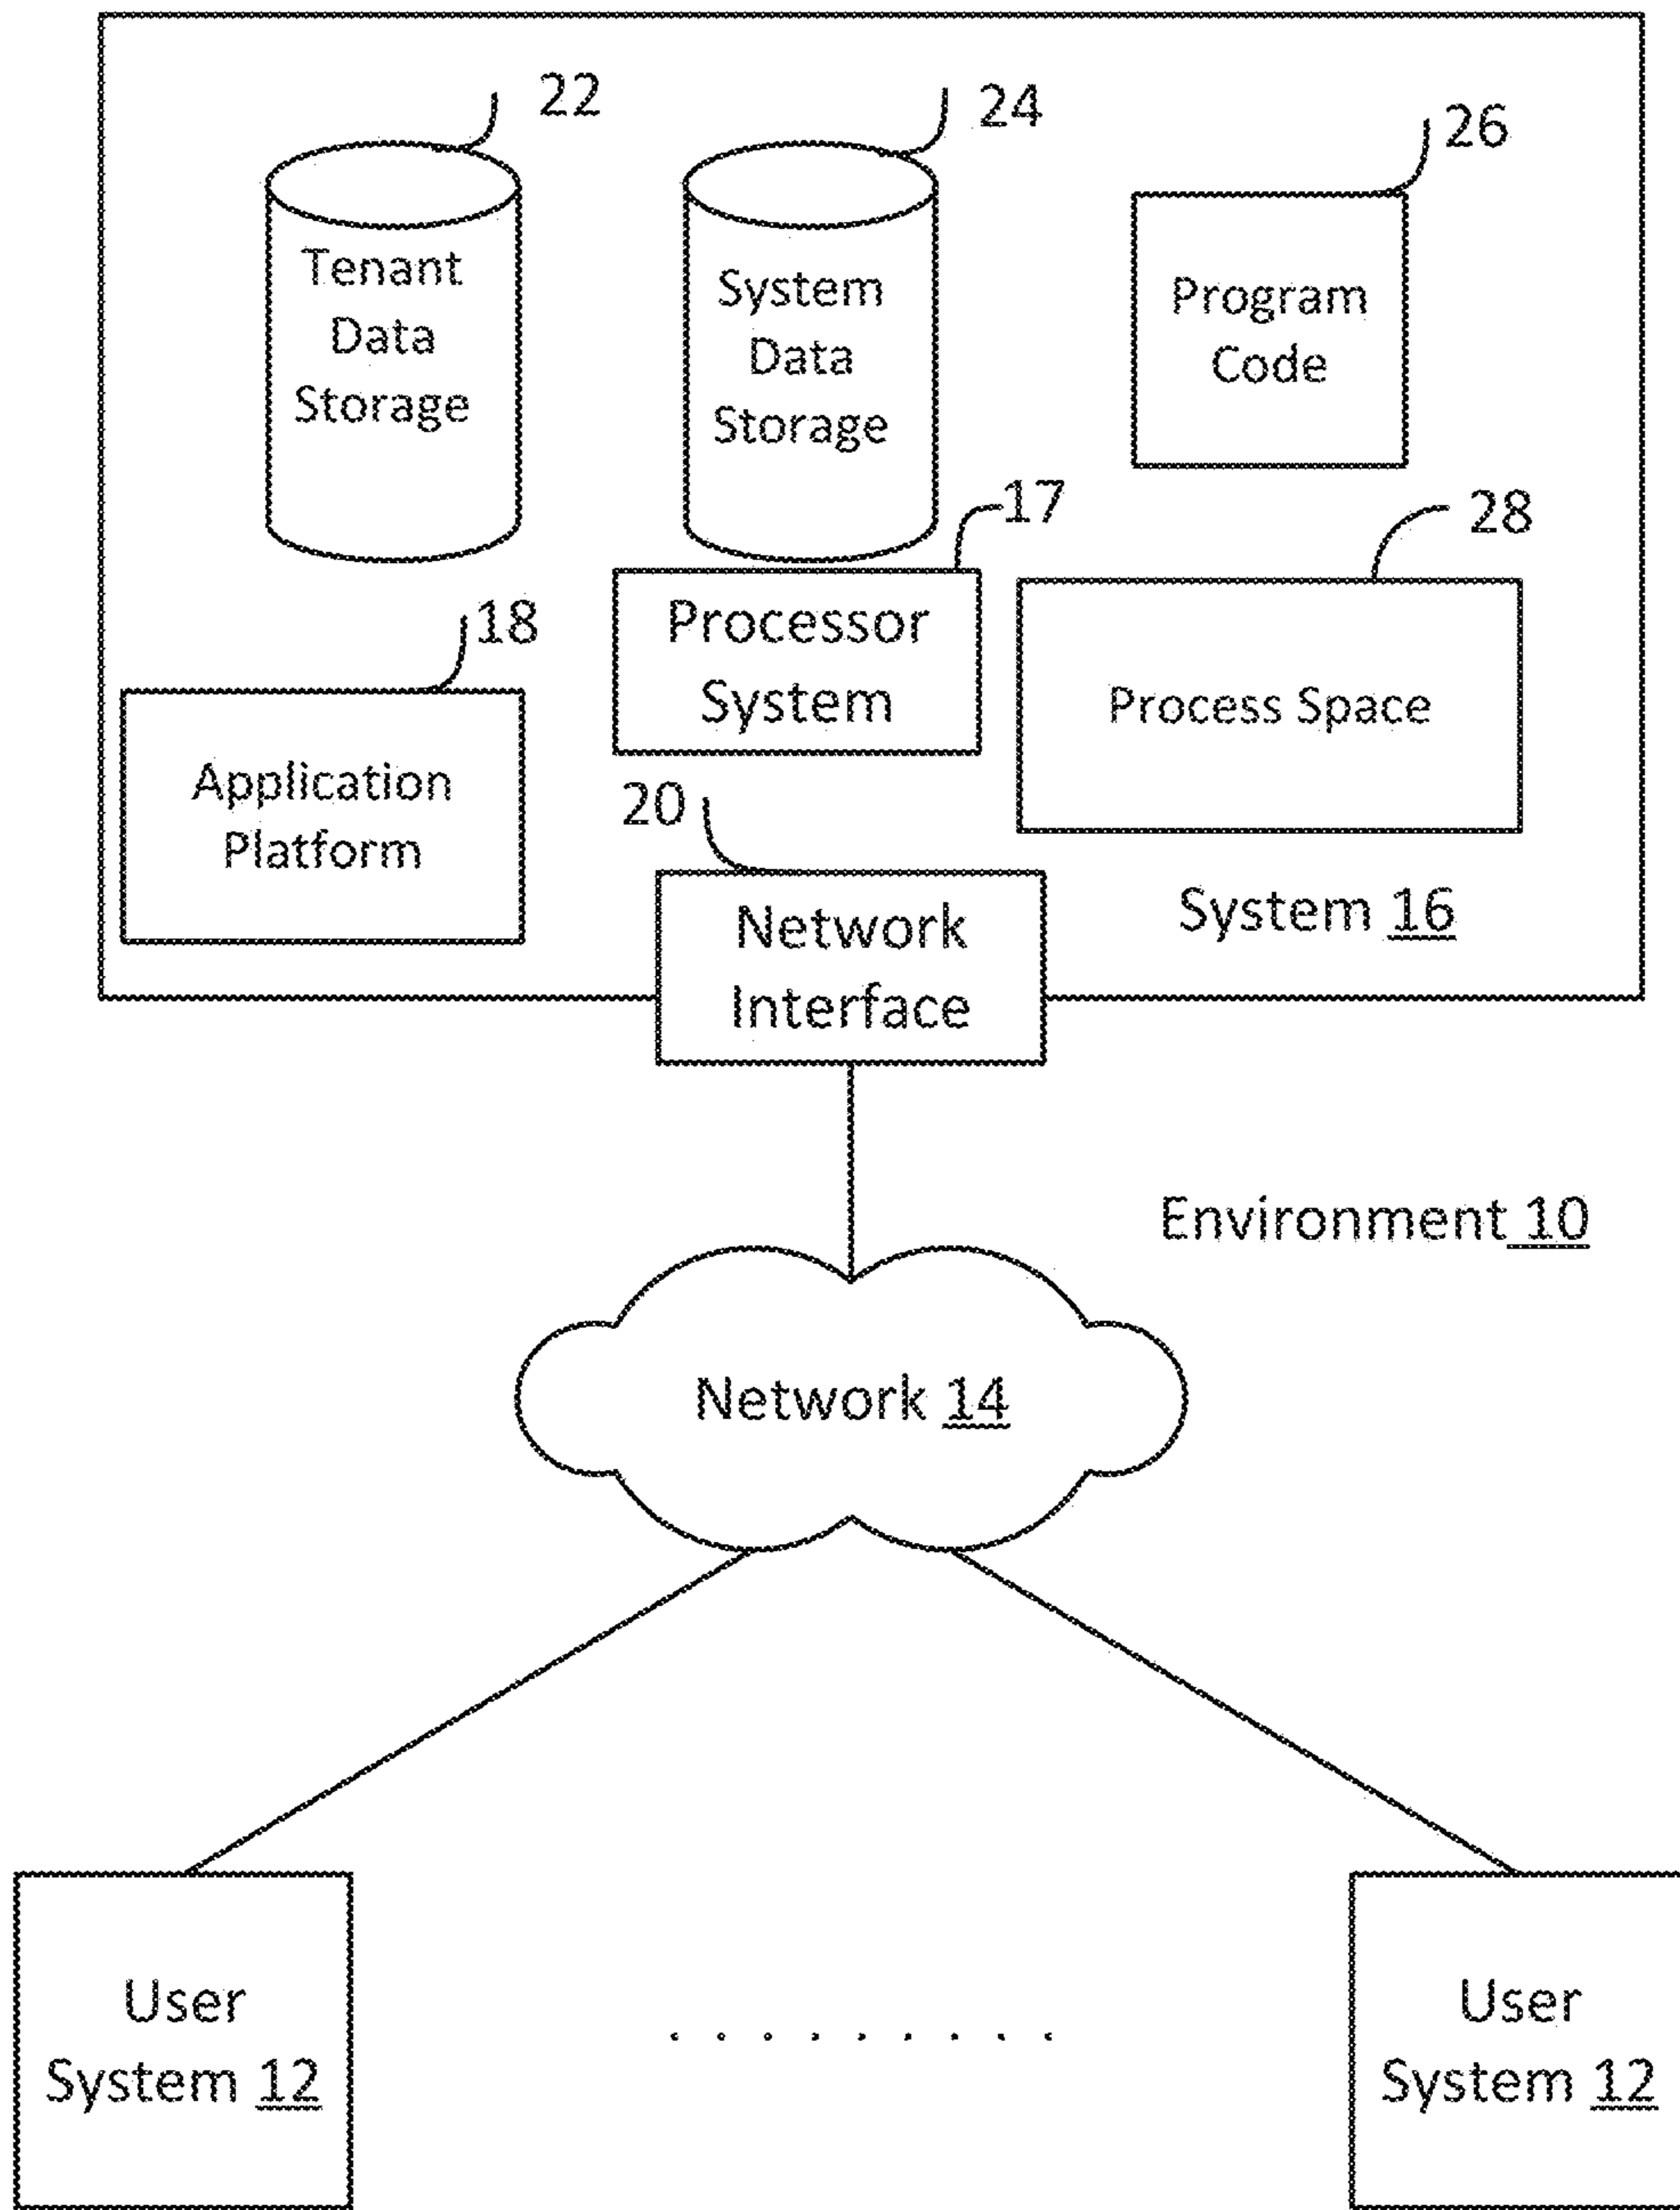 22
24
26
Tenant
Data
Storage
System
Data
Storage
Program
Code
17
28
18
Processor
System
Process Space
Application
Platform
20
Network
Interface
System 16
Environment 10
Network 14
User
System 12
User
System 12